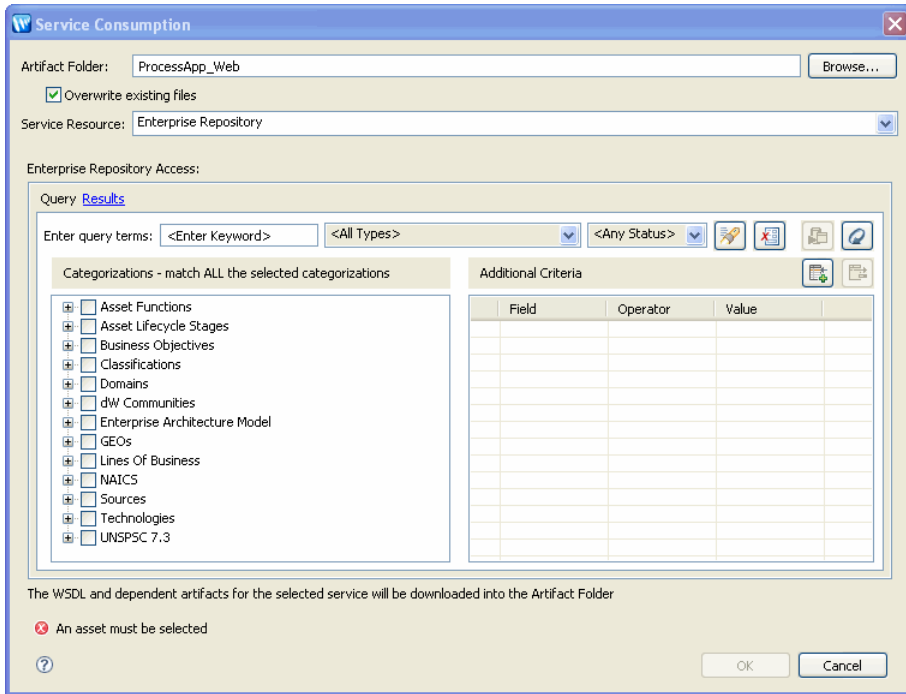 Service Consumption
Artifact Folder: ProcessApp_Web Browse...
Overwrite existing files
Service Resource: Enterprise Repository
Enterprise Repository Access:
Query Results
Enter query terms: <Enter Keyword> <All Types> <Any Status>
Categorizations - match ALL the selected categorizations Additional Criteria
Field Operator Value
Asset Functions
Asset Lifecycle Stages
Business Objectives
Classifications
Domains
dW Communities
Enterprise Architecture Model
GEOs
Lines Of Business
NAICS
Sources
Technologies
UNSPSC 7.3
The WSDL and dependent artifacts for the selected service will be downloaded into the Artifact Folder
An asset must be selected
OK Cancel